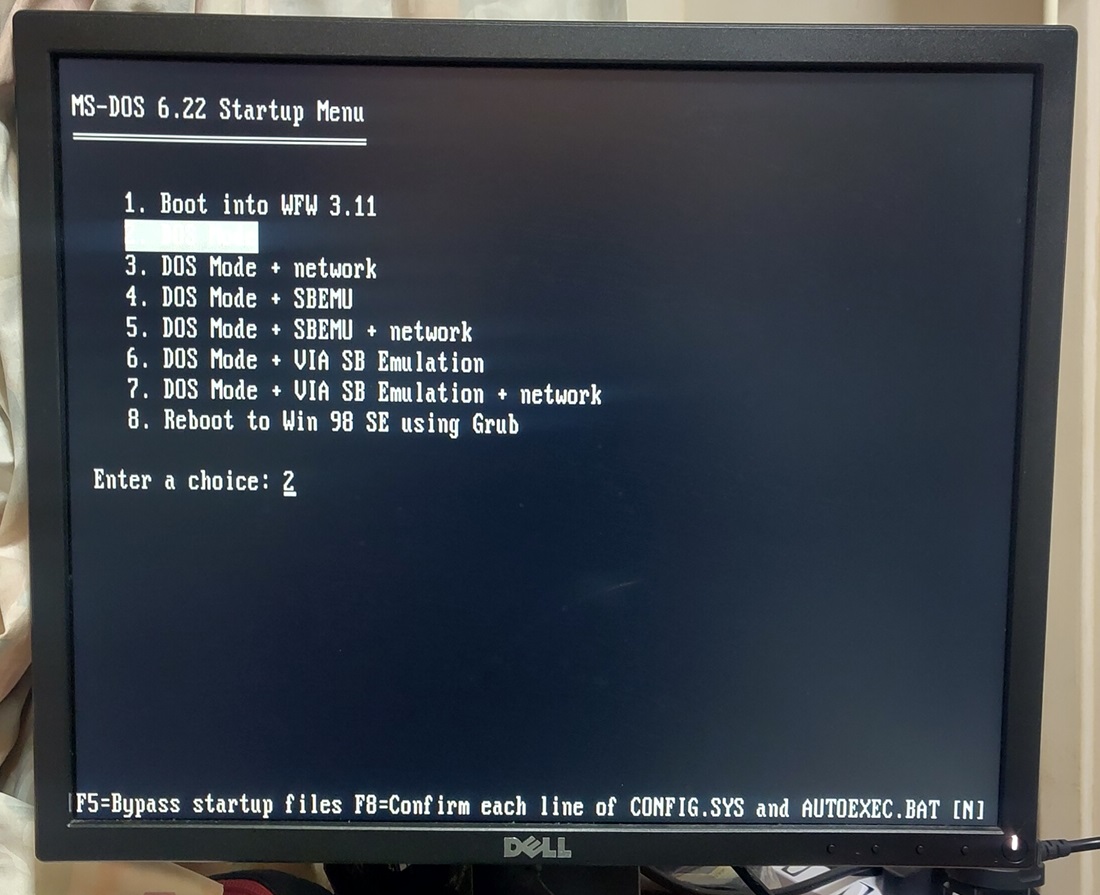 MS-DOS 6.22 Startup Menu
1. Boot into WFW 3.11
2. DOS Mode
3. DOS Mode + network
4. DOS Mode + SBEMU
5. DOS Mode + SBEMU + network
6. DOS Mode + VIA SB Emulation
7. DOS Mode + VIA SB Emulation + network
8. Reboot to Win 98 SE using Grub
Enter a choice: 2
F5=Bypass startup files F8=Confirm each line of CONFIG.SYS and AUTOEXEC.BAT [N]
DELL